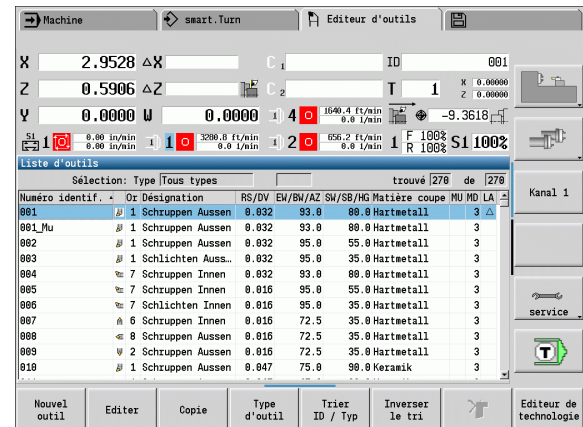 Machine smart.Turn Editeur d'outils
X 2.9528 ΔX C 1 ID 001
Z 0.5906 ΔZ C 2 T 1 X 0.00000 Z 0.00000
Y 0.0000 W 0.0000 4 1640.4 ft/min 0.0 1/min -9.3618
S1 1 0.00 in/min 0.00 in/min 1 3280.8 ft/min 0.0 1/min 2 656.2 ft/min 0.0 1/min 1 F 100% R 100% S1 100%
Liste d'outils
Sélection: Type Tous types trouvé 270 de 270
Numéro identif. Or Désignation RS/DV EW/BW/AZ SW/SB/HG Matière coupe MU MD LA
001 1 Schruppen Aussen 0.032 93.0 80.0 Hartmetall 3
001_Mu 1 Schruppen Aussen 0.032 93.0 80.0 Hartmetall 3
002 1 Schruppen Aussen 0.032 95.0 55.0 Hartmetall 3
003 1 Schlichten Auss… 0.032 95.0 35.0 Hartmetall 3
004 7 Schruppen Innen 0.032 93.0 80.0 Hartmetall 3
005 7 Schruppen Innen 0.016 95.0 55.0 Hartmetall 3
006 7 Schlichten Innen 0.016 95.0 35.0 Hartmetall 3
007 6 Schruppen Innen 0.016 72.5 35.0 Hartmetall 3
008 8 Schruppen Aussen 0.016 72.5 35.0 Hartmetall 3
009 2 Schruppen Aussen 0.016 72.5 35.0 Hartmetall 3
010 1 Schruppen Aussen 0.047 75.0 90.0 Keramik 3
Kanal 1
service
T
Nouvel outil
Editer
Copie
Type d'outil
Trier ID / Typ
Inverser le tri
Editeur de technologie